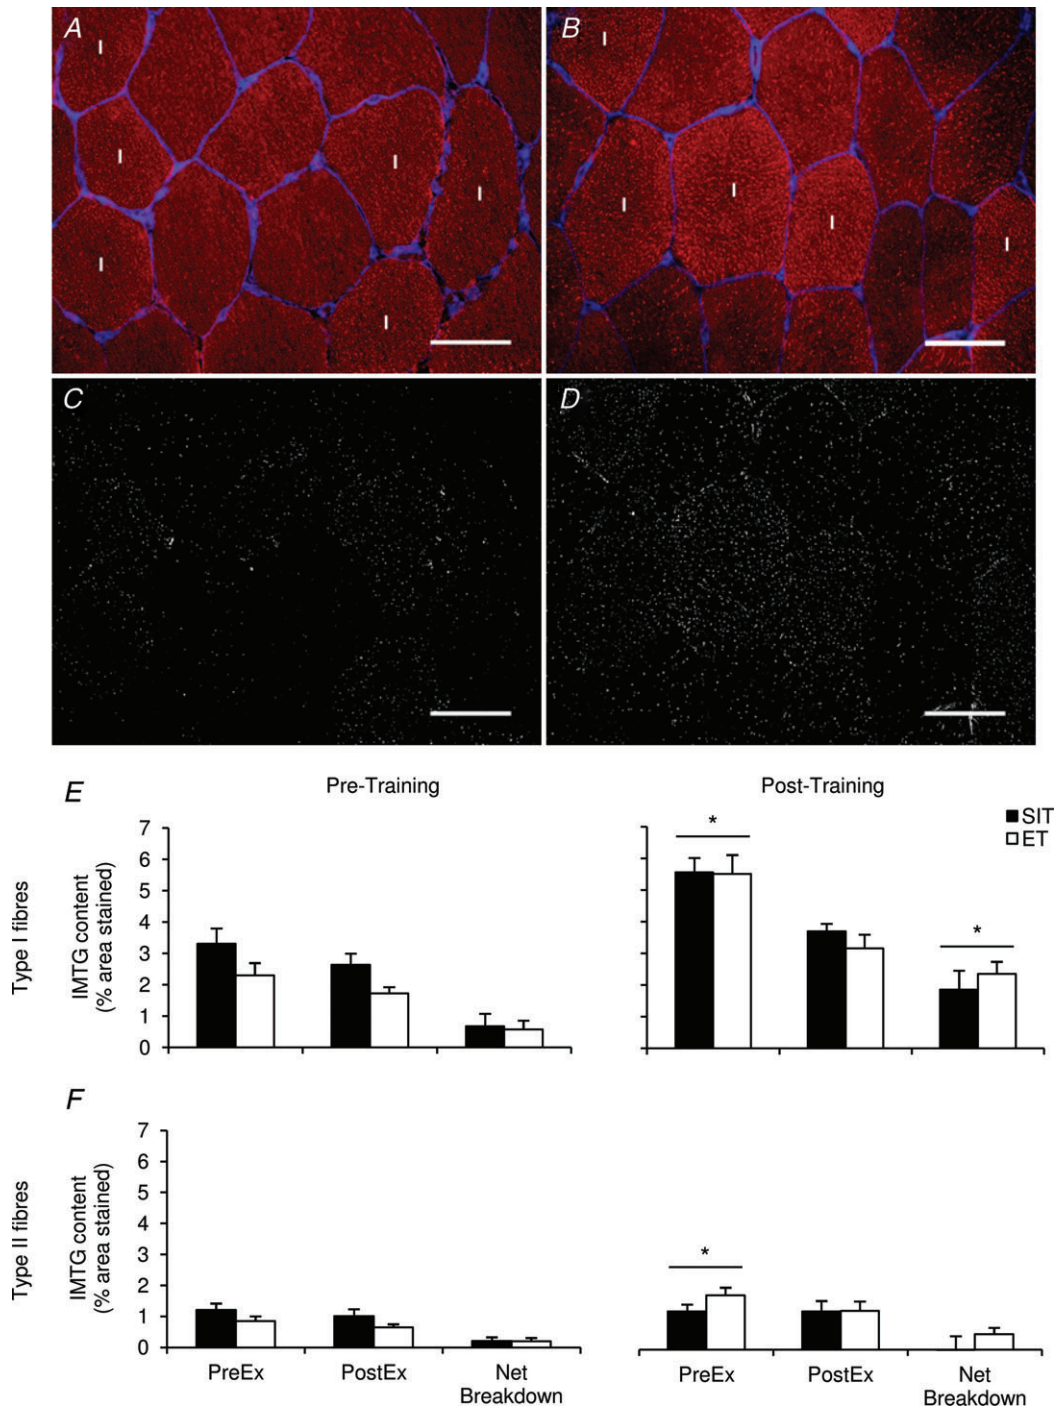 A
I
I
I
I
I
I
B
I
I
I
I
I
C
D
E
Pre-Training
Post-Training
SIT
ET
Type I fibres
IMTG content
(% area stained)
7
6
5
4
3
2
1
0
*
*
F
Type II fibres
IMTG content
(% area stained)
7
6
5
4
3
2
1
0
*
PreEx
PostEx
Net
Breakdown
PreEx
PostEx
Net
Breakdown